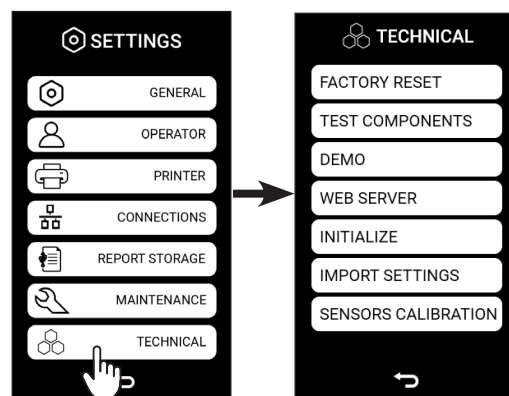 SETTINGS
GENERAL
OPERATOR
PRINTER
CONNECTIONS
REPORT STORAGE
MAINTENANCE
TECHNICAL
TECHNICAL
FACTORY RESET
TEST COMPONENTS
DEMO
WEB SERVER
INITIALIZE
IMPORT SETTINGS
SENSORS CALIBRATION